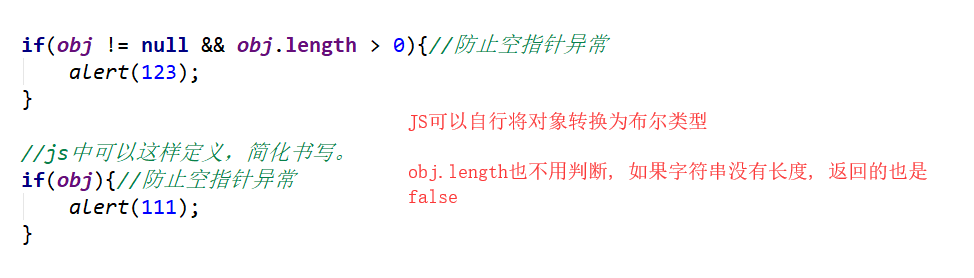 if(obj != null && obj.length > 0){//防止空指针异常
    alert(123);
}
JS可以自行将对象转换为布尔类型
//js中可以这样定义，简化书写。
obj.length也不用判断，如果字符串没有长度，返回的也是
if(obj){//防止空指针异常
false
    alert(111);
}